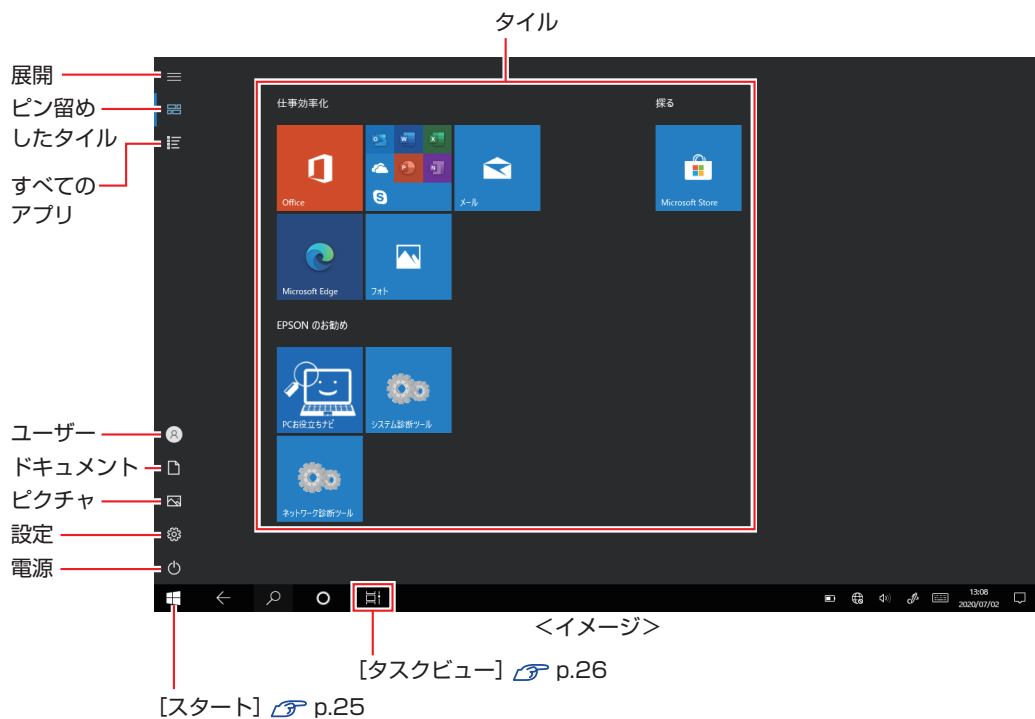 タイル
展開
ピン留め
したタイル
すべての
アプリ
仕事効率化
探る
Office
メール
Microsoft Store
Microsoft Edge
フォト
EPSON のお勧め
PCお役立ちナビ
システム診断ツール
ネットワーク診断ツール
ユーザー
ドキュメント
ピクチャ
設定
電源
13:08
2020/07/02
＜イメージ＞
[タスクビュー] p.26
[スタート] p.25